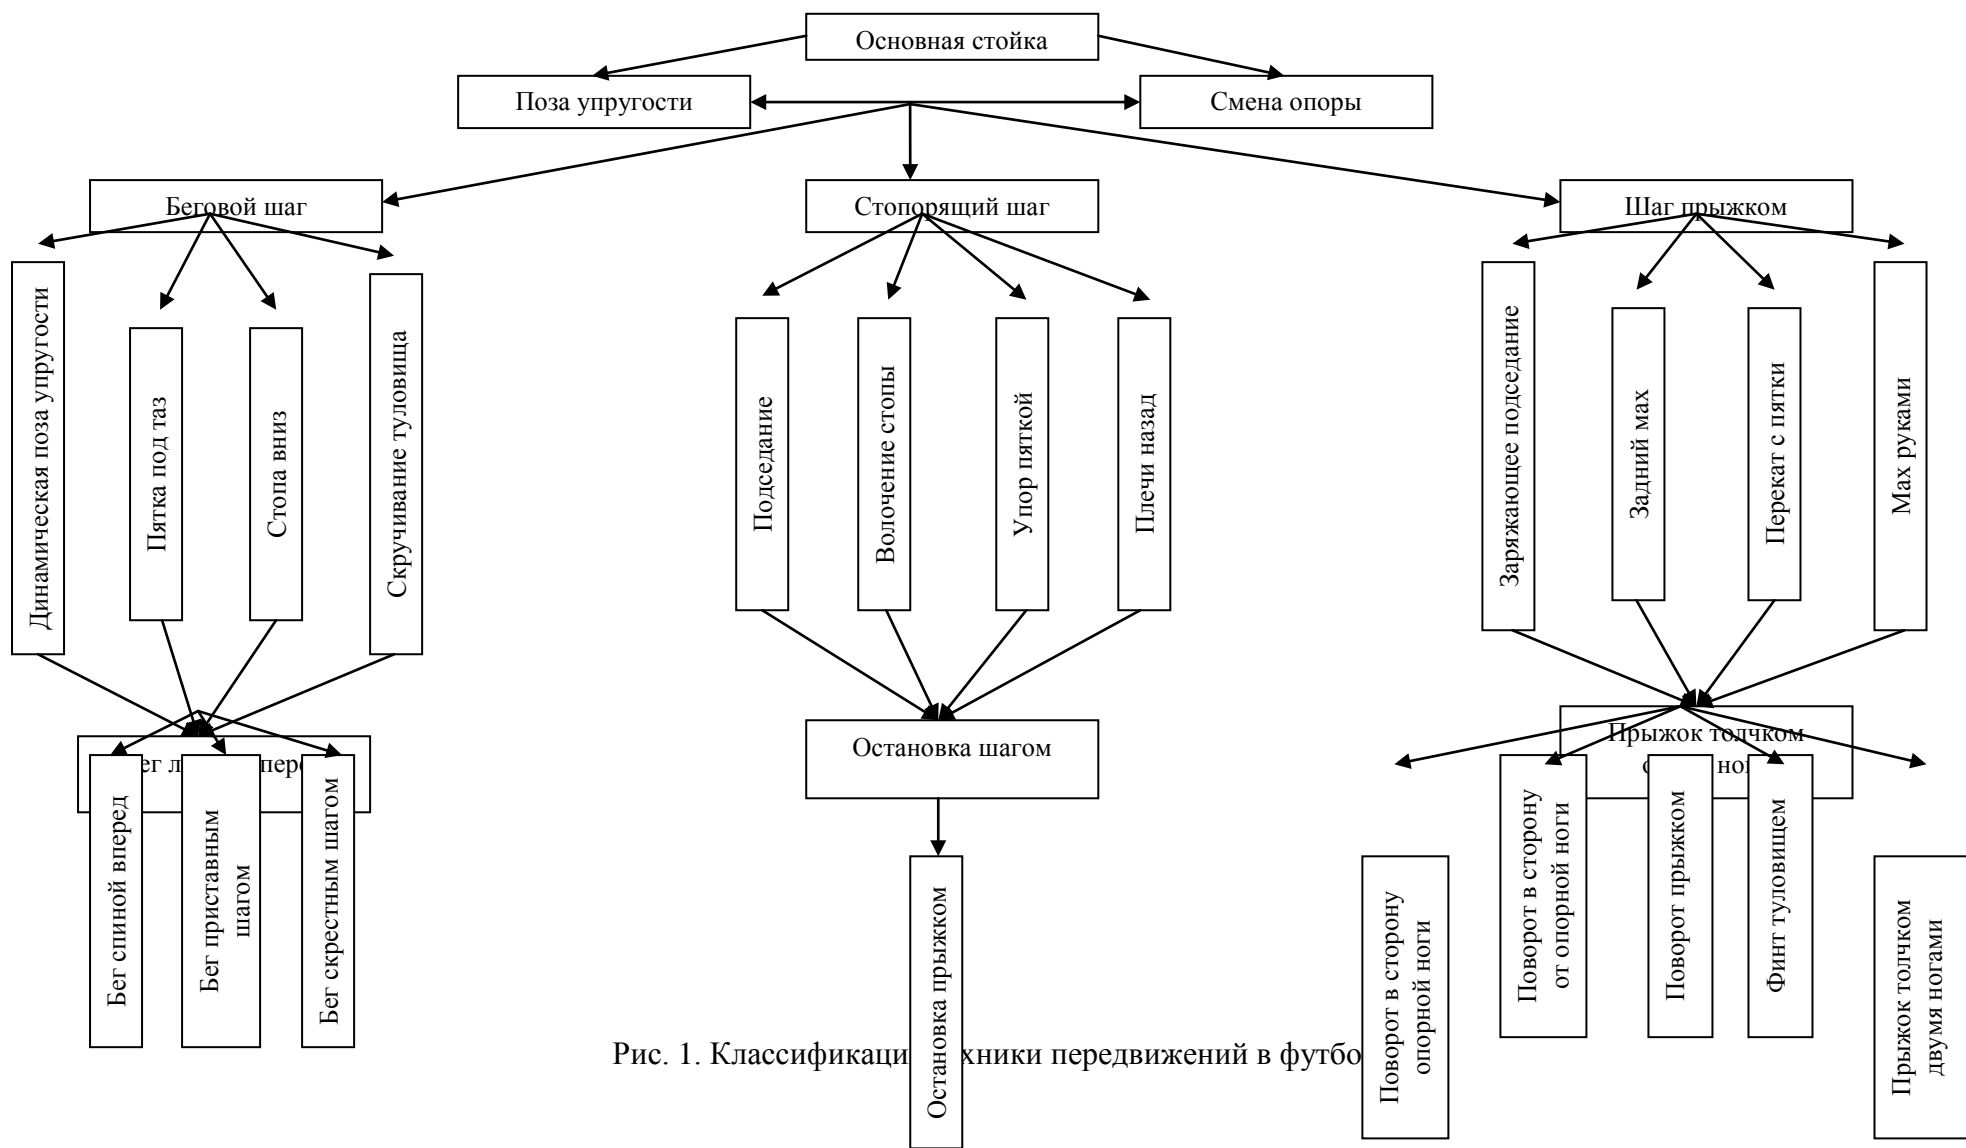 Основная стойка
Поза упругости
Смена опоры
Беговой шаг
Стопорящий шаг
Шаг прыжком
Динамическая поза упругости
Пятка под таз
Стопа вниз
Скручивание туловища
Подседание
Волочение стопы
Упор пяткой
Плечи назад
Заряжающее подседание
Задний мах
Перекат с пятки
Мах руками
Остановка шагом
Прыжок толчком
Бег спиной вперед
Бег приставным
шагом
Бег скрестным шагом
Остановка прыжком
Поворот в сторону
опорной ноги
Поворот в сторону
от опорной ноги
Поворот прыжком
Финт туловищем
Прыжок толчком
двумя ногами
Рис. 1. передвижений в